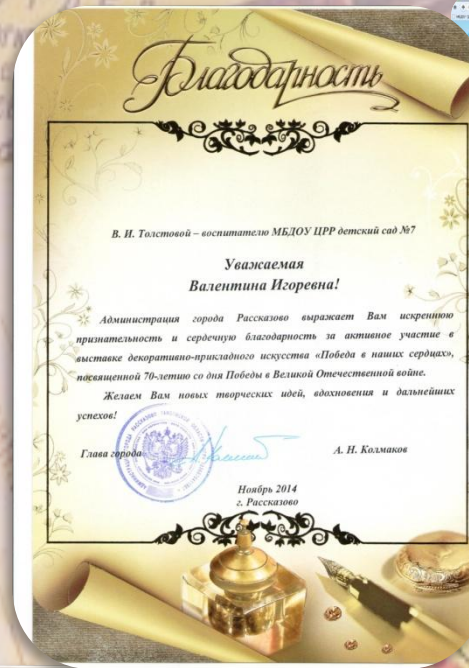 Благодарность
В. И. Толстовой – воспитателю МБДОУ ЦРР детский сад №7
Уважаемая
Валентина Игоревна!
Администрация города Рассказово выражает Вам искреннюю
признательность и сердечную благодарность за активное участие в
выставке декоративно-прикладного искусства «Победа в наших сердцах»,
посвященной 70-летию со дня Победы в Великой Отечественной войне.
Желаем Вам новых творческих идей, вдохновения и дальнейших
успехов!
Глава города А. Н. Колмаков
Ноябрь 2014
г. Рассказово